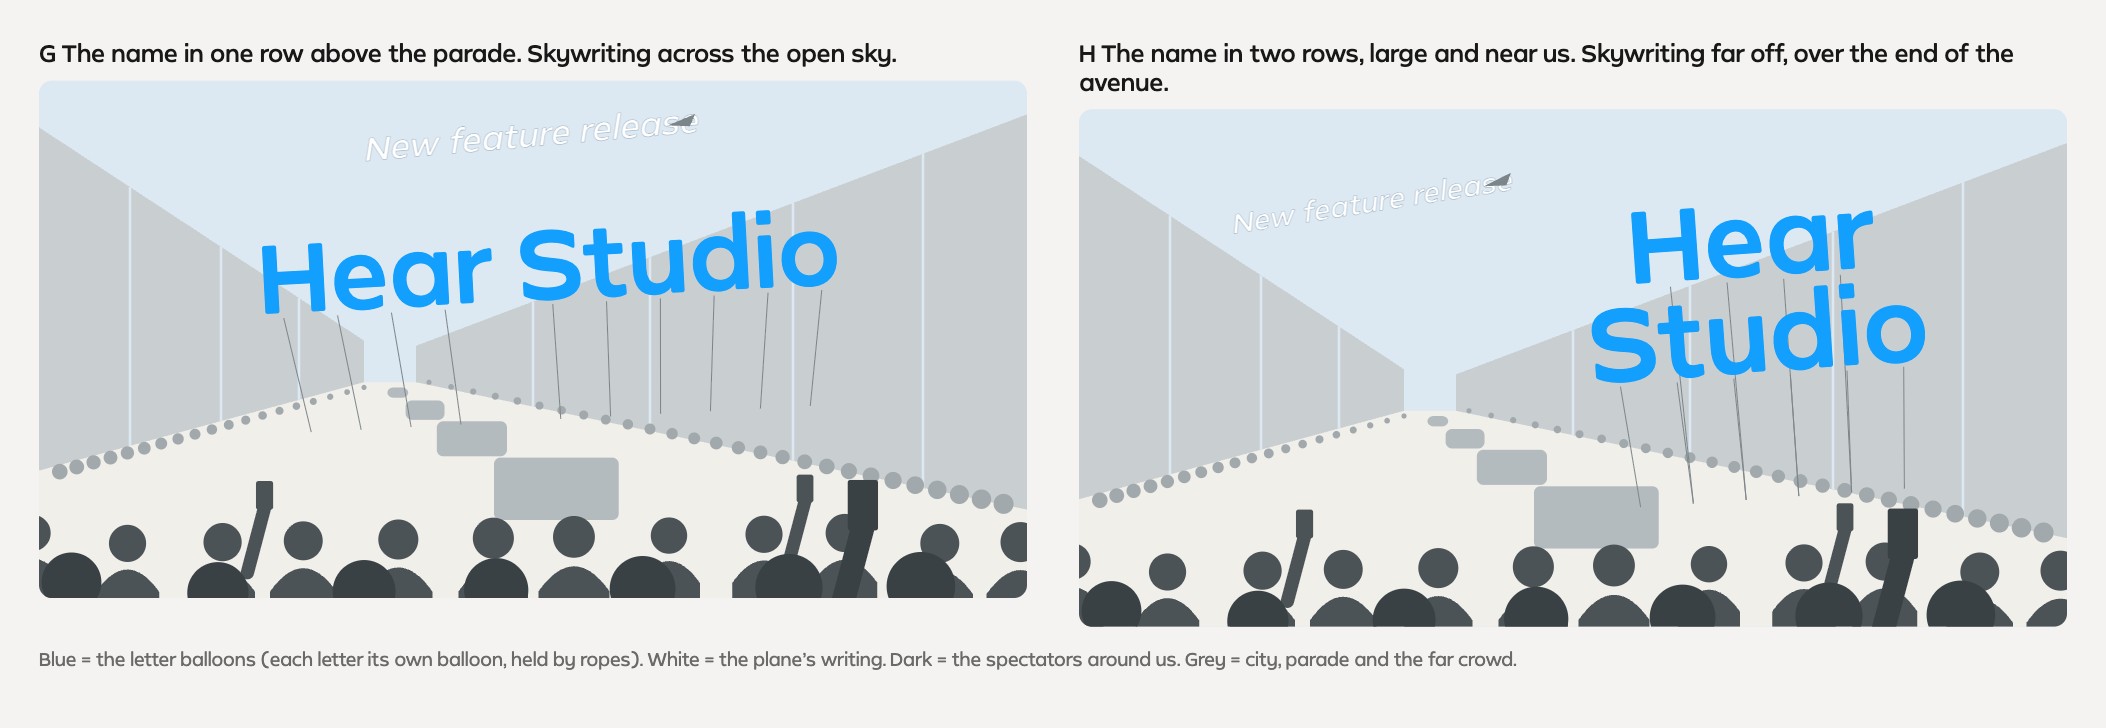 G The name in one row above the parade. Skywriting across the open sky.
New feature release
Hear Studio
H The name in two rows, large and near us. Skywriting far off, over the end of the
avenue.
New feature release
Hear
Studio
Blue = the letter balloons (each letter its own balloon, held by ropes). White = the plane’s writing. Dark = the spectators around us. Grey = city, parade and the far crowd.